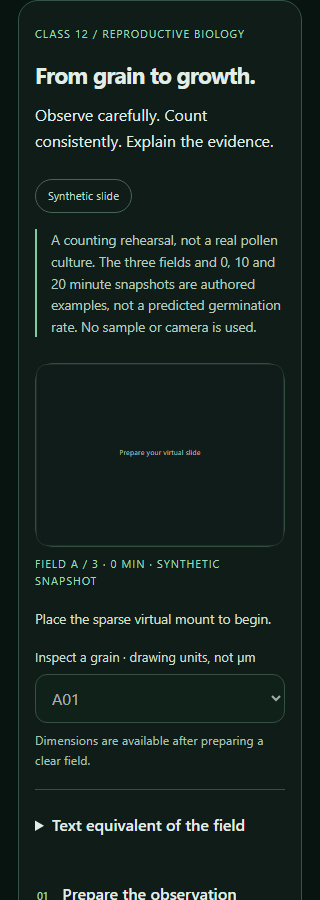 CLASS 12 / REPRODUCTIVE BIOLOGY
From grain to growth.
Observe carefully. Count
consistently. Explain the evidence.
Synthetic slide
A counting rehearsal, not a real pollen
culture. The three fields and 0, 10 and
20 minute snapshots are authored
examples, not a predicted germination
rate. No sample or camera is used.
Prepare your virtual slide
FIELD A / 3 · 0 MIN · SYNTHETIC
SNAPSHOT
Place the sparse virtual mount to begin.
Inspect a grain · drawing units, not µm
A01
Dimensions are available after preparing a
clear field.
Text equivalent of the field
01 Prepare the observation